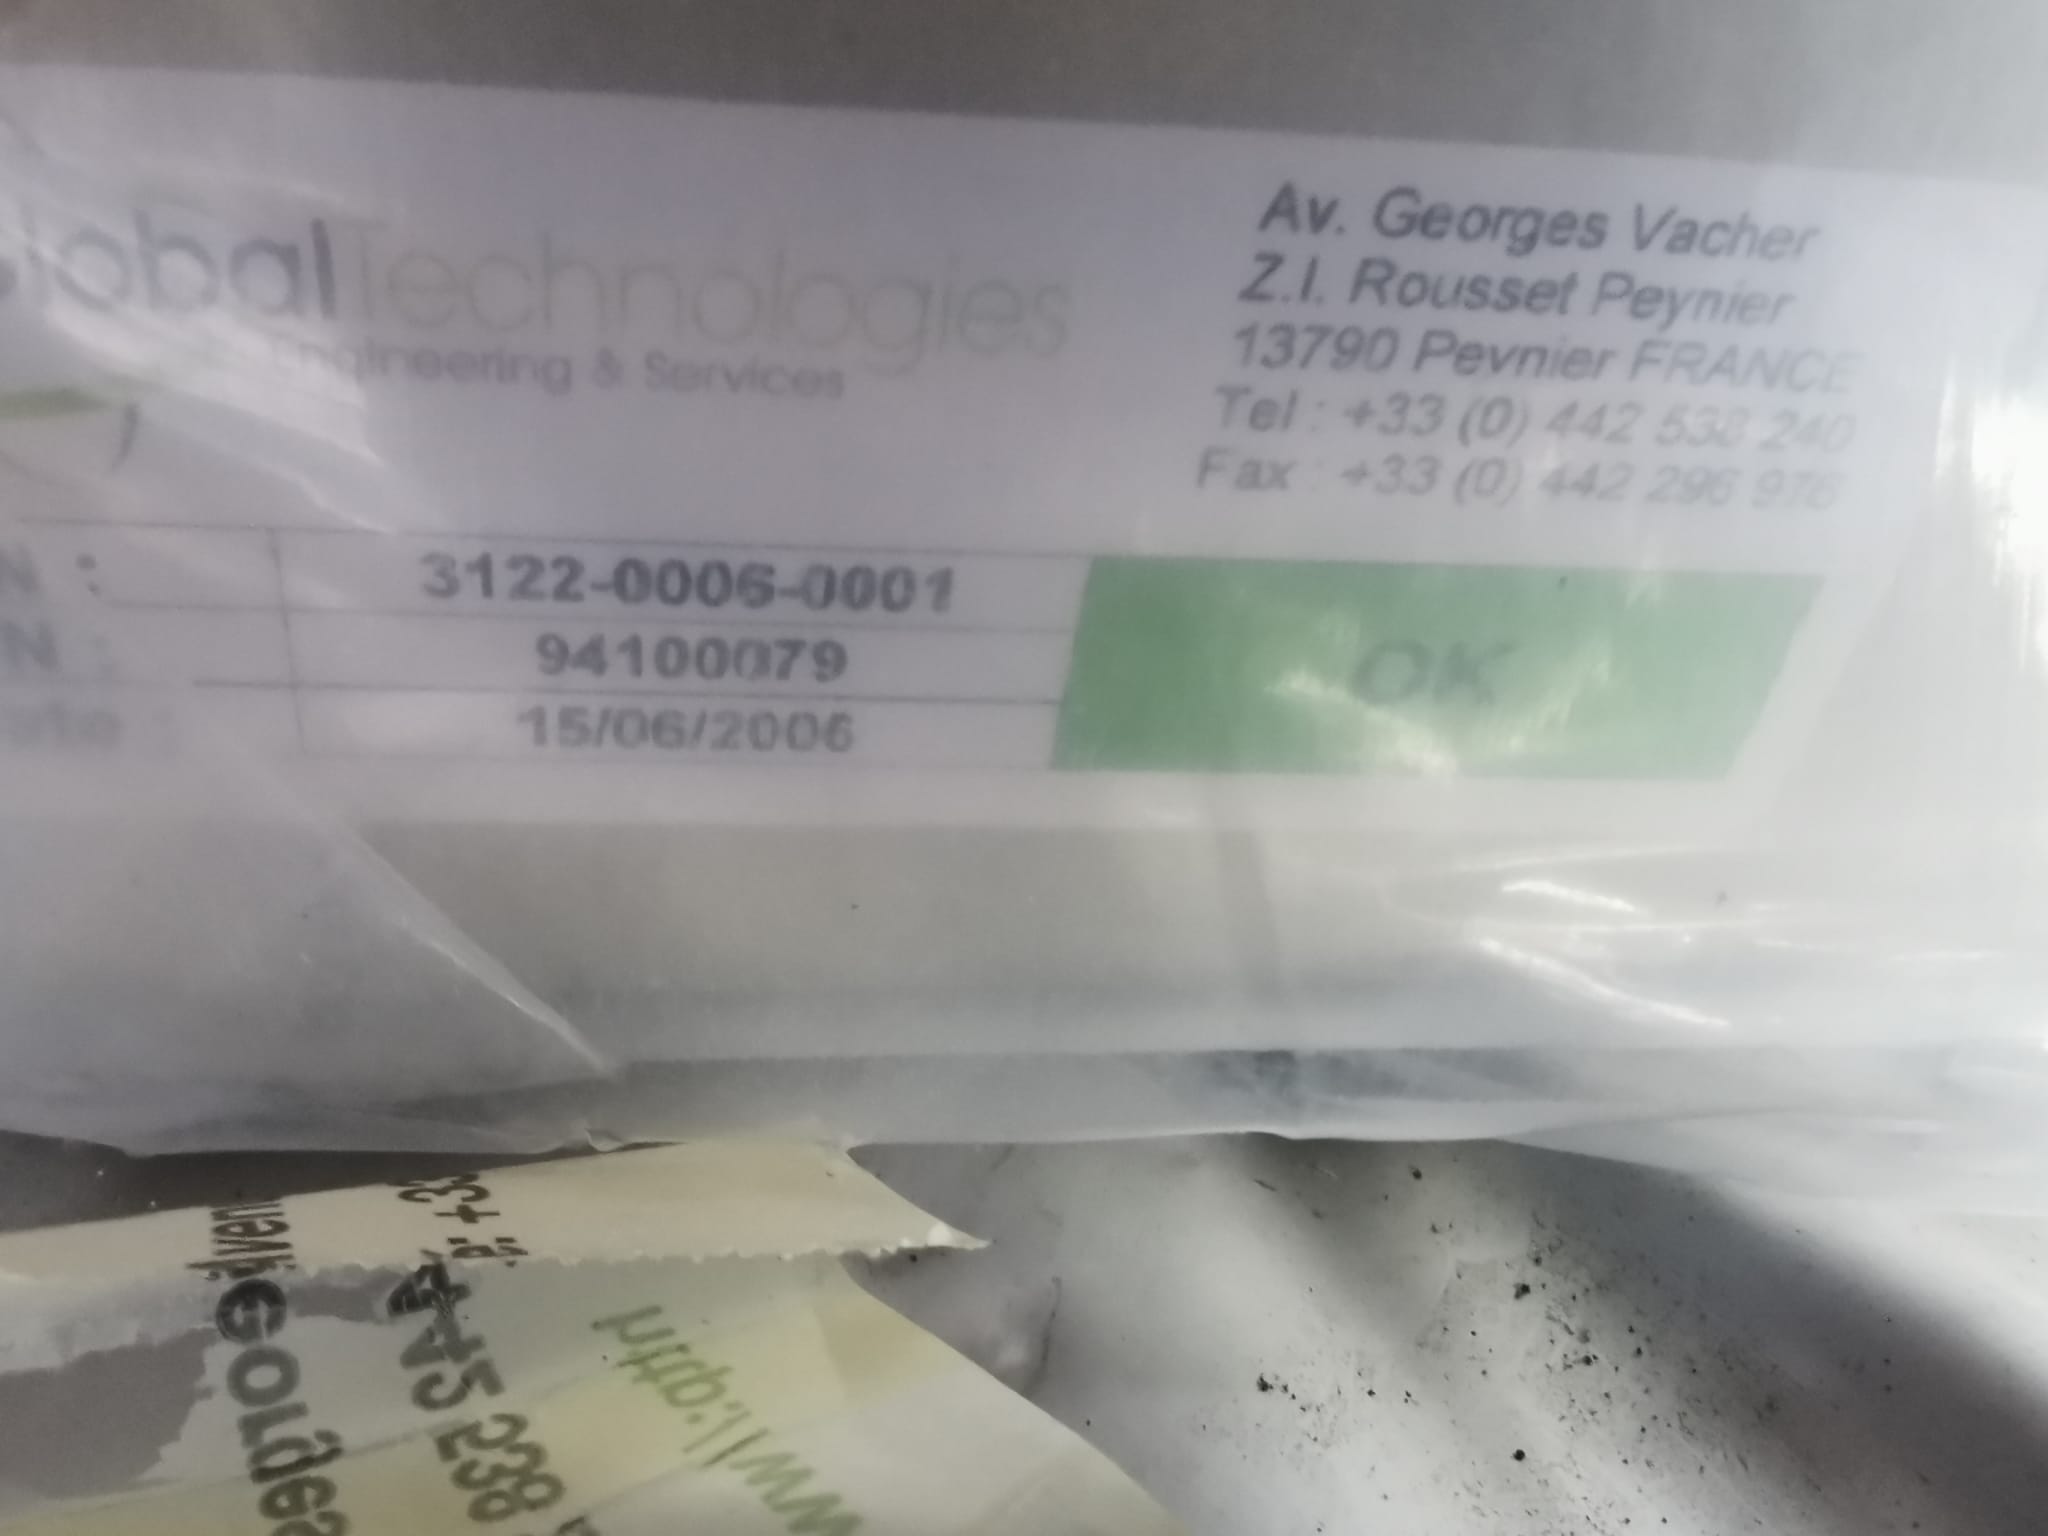 GlobalTechnologies
Engineering & Services
Av. Georges Vacher
Z.I. Rousset Peynier
13790 Peynier FRANCE
Tel : +33 (0) 442 538 240
Fax : +33 (0) 442 296 976
N : 3122-0006-0001
N : 94100079
15/06/2006
OK